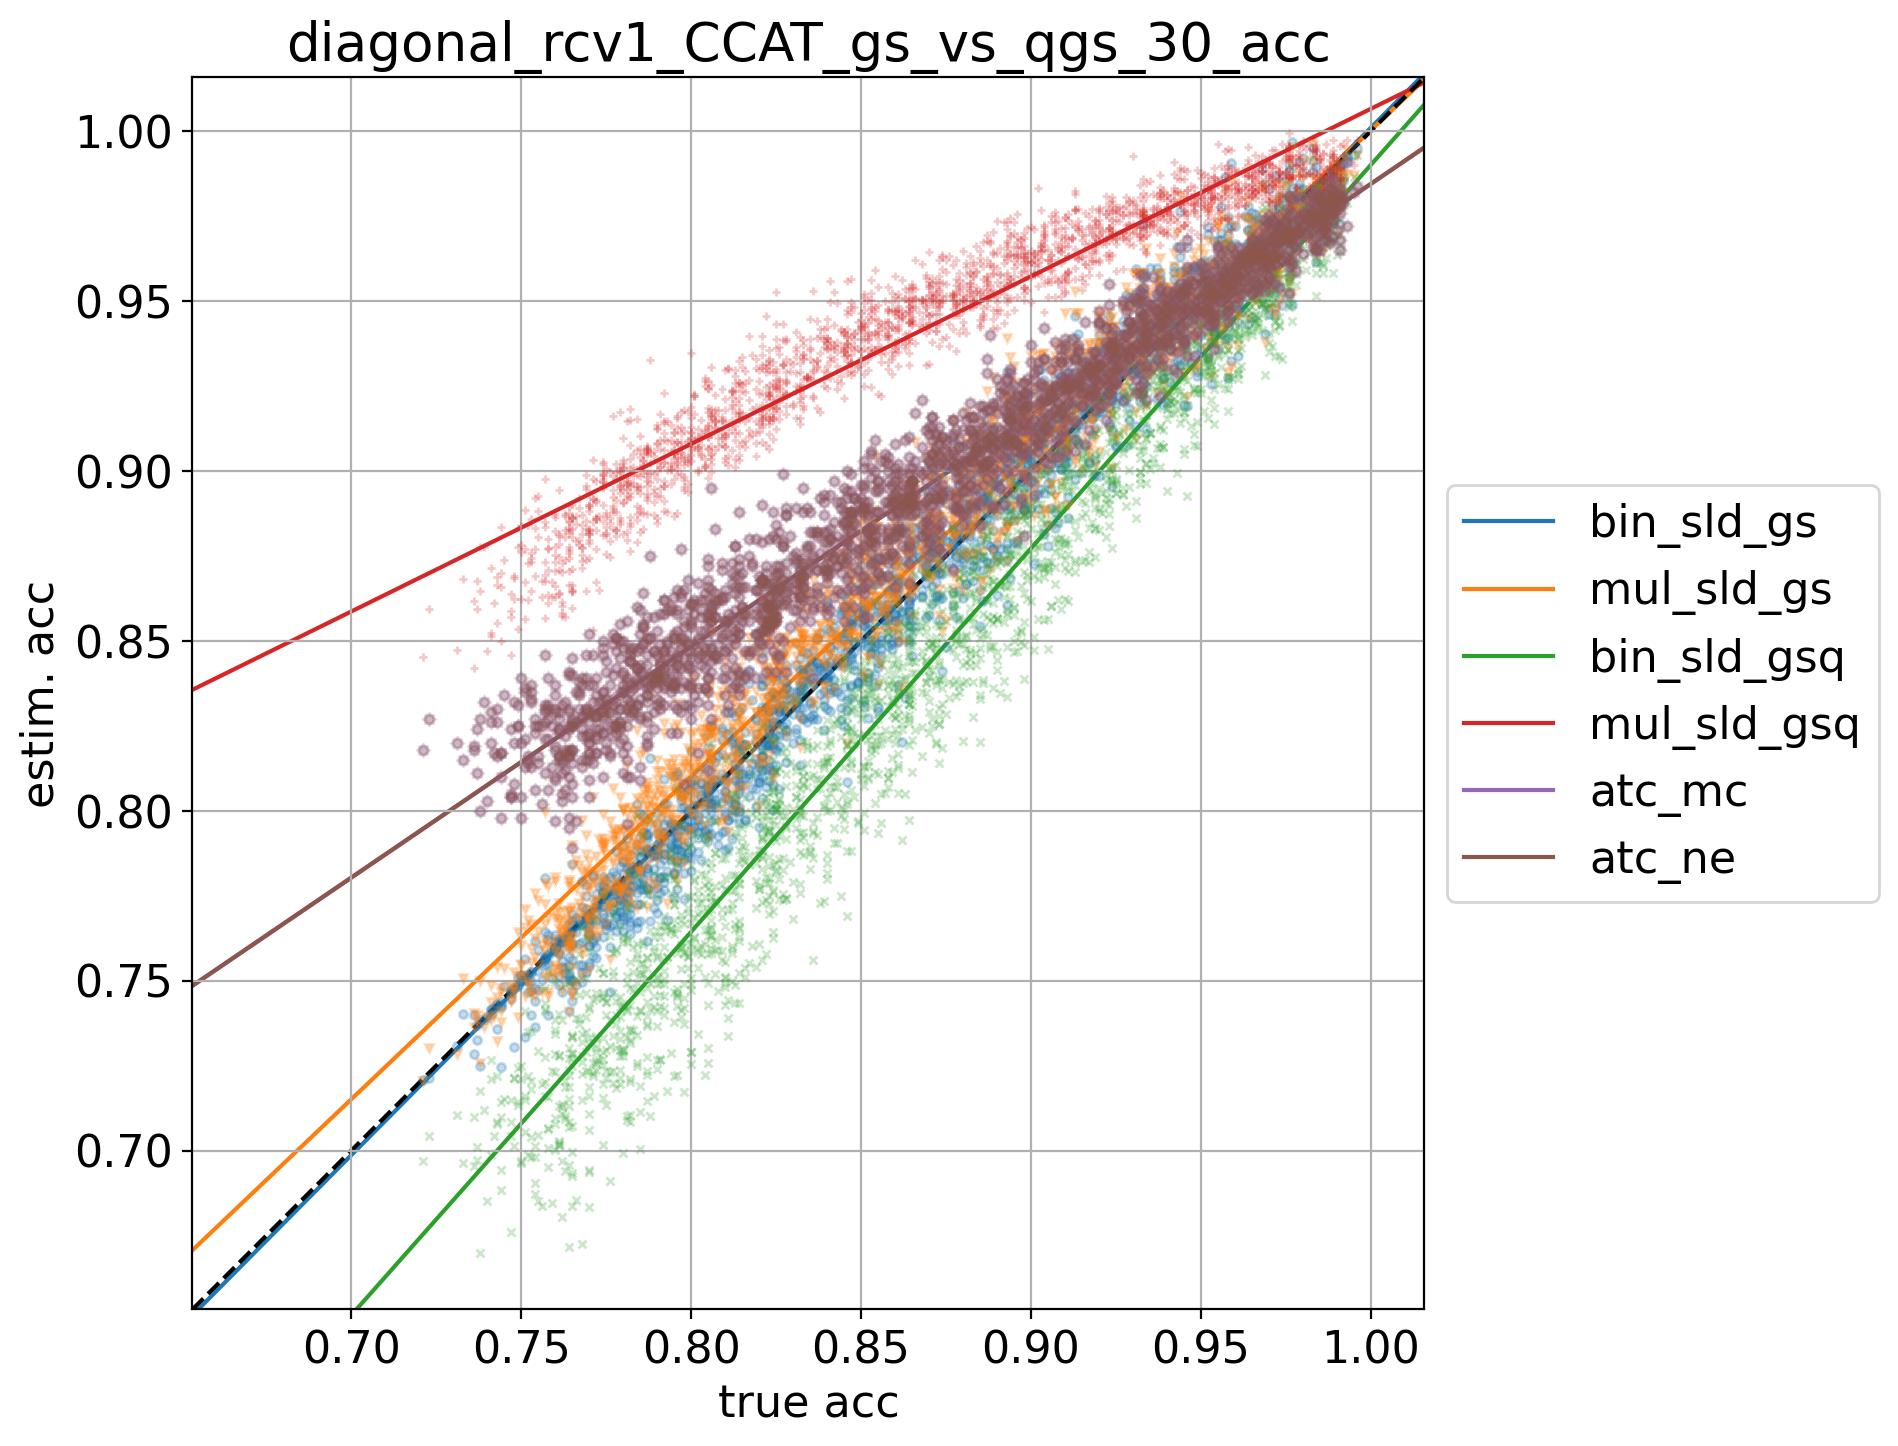 diagonal_rcv1_CCAT_gs_vs_qgs_30_acc
1.00
0.95
0.90
0.85
0.80
0.75
0.70
estim. acc
0.70 0.75 0.80 0.85 0.90 0.95 1.00
true acc
bin_sld_gs
mul_sld_gs
bin_sld_gsq
mul_sld_gsq
atc_mc
atc_ne